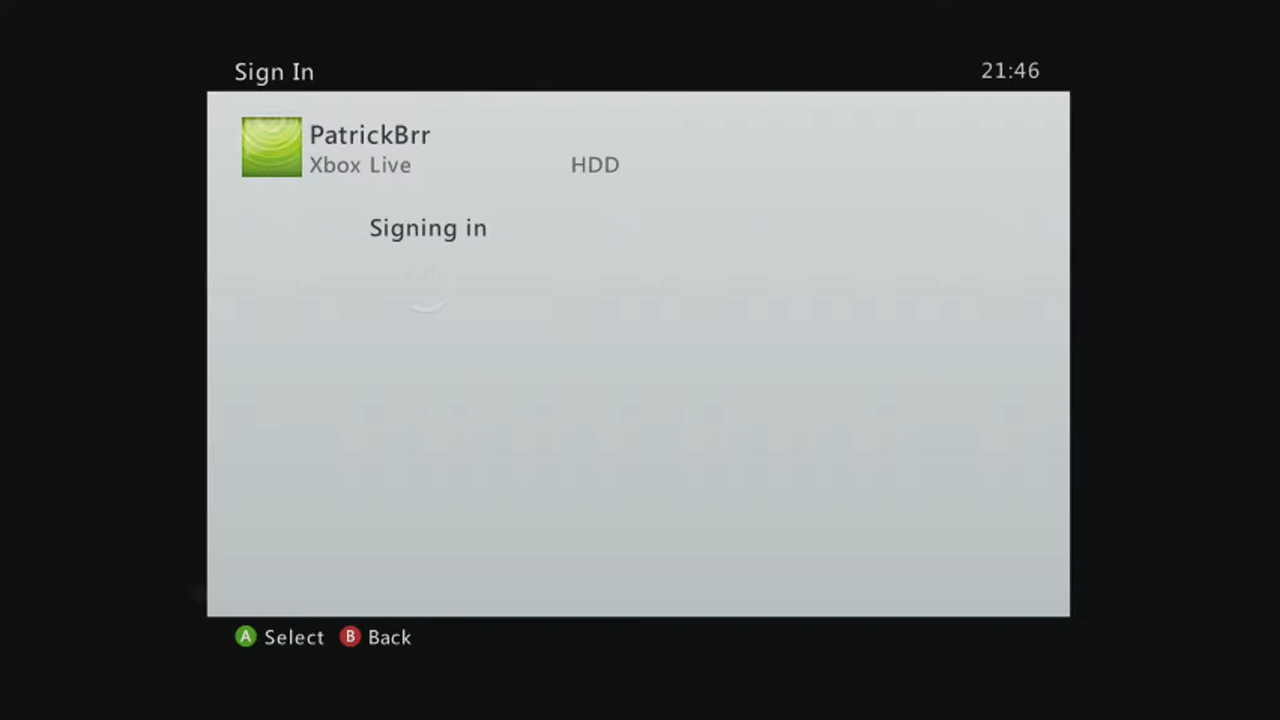 Sign In
21:46
PatrickBrr
Xbox Live
HDD
Signing in
A Select B Back